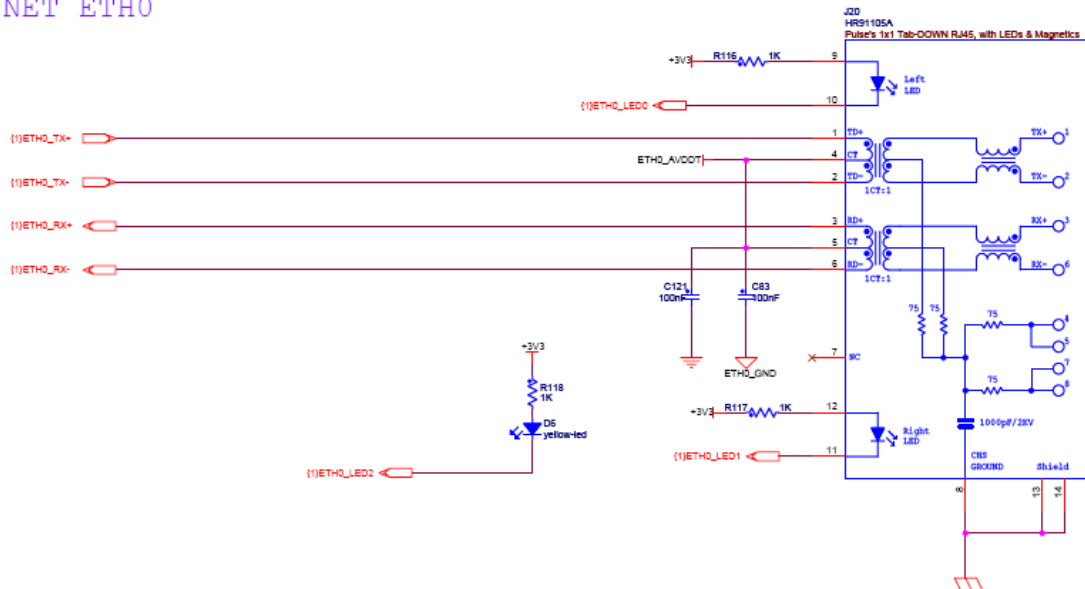 NET ETH0
J20
HR91105A
Pulse's 1x1 Tab-DOWN RJ45, with LEDs & Magnetics
+3V3
R116
1K
9
Left
LED
{1}ETH0_LED0
10
{1}ETH0_TX+
1
TD+
TX+
1
ETH0_AVDDT
4
CT
{1}ETH0_TX-
2
TD-
TX-
2
1CT:1
{1}ETH0_RX+
3
RD+
RX+
3
5
CT
{1}ETH0_RX-
6
RD-
RX-
6
1CT:1
C121
100nF
C83
100nF
75
75
75
4
5
+3V3
7
NC
7
ETH0_GND
R118
1K
75
8
+3V3
R117
1K
12
D6
yellow-led
1000pF/2KV
Right
LED
{1}ETH0_LED1
11
CHS
GROUND
Shield
{1}ETH0_LED2
8
13
14